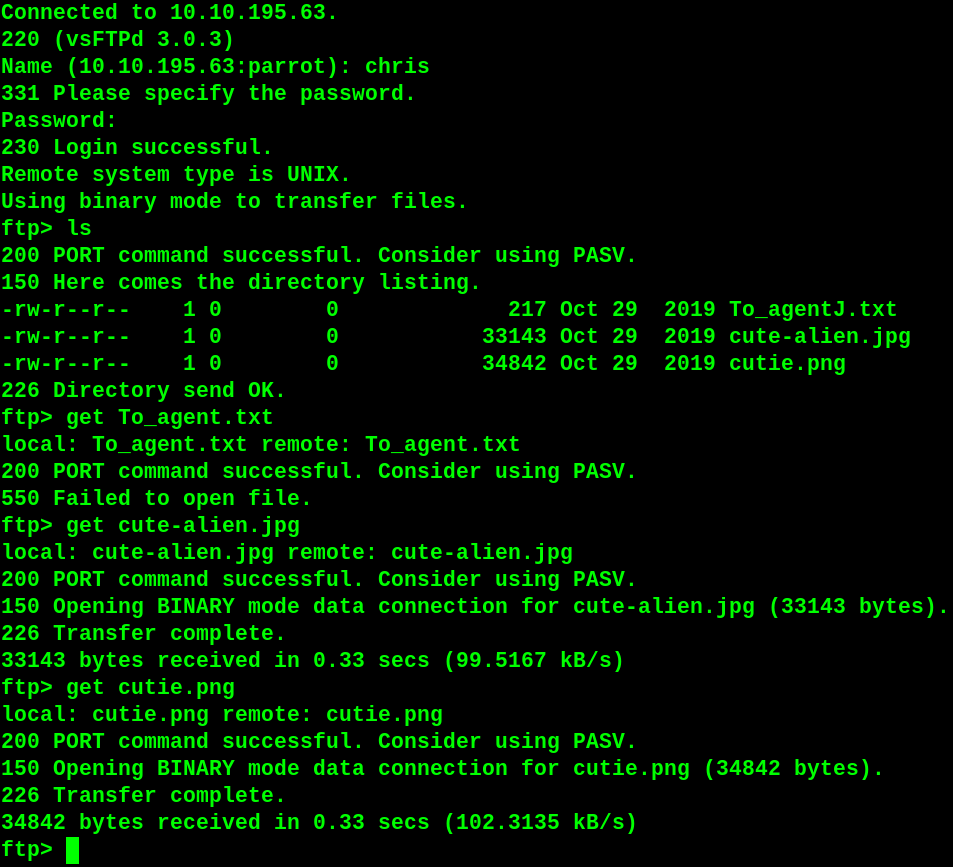 Connected to 10.10.195.63.
220 (vsFTPd 3.0.3)
Name (10.10.195.63:parrot): chris
331 Please specify the password.
Password:
230 Login successful.
Remote system type is UNIX.
Using binary mode to transfer files.
ftp> ls
200 PORT command successful. Consider using PASV.
150 Here comes the directory listing.
-rw-r--r--    1 0        0             217 Oct 29  2019 To_agentJ.txt
-rw-r--r--    1 0        0           33143 Oct 29  2019 cute-alien.jpg
-rw-r--r--    1 0        0           34842 Oct 29  2019 cutie.png
226 Directory send OK.
ftp> get To_agent.txt
local: To_agent.txt remote: To_agent.txt
200 PORT command successful. Consider using PASV.
550 Failed to open file.
ftp> get cute-alien.jpg
local: cute-alien.jpg remote: cute-alien.jpg
200 PORT command successful. Consider using PASV.
150 Opening BINARY mode data connection for cute-alien.jpg (33143 bytes).
226 Transfer complete.
33143 bytes received in 0.33 secs (99.5167 kB/s)
ftp> get cutie.png
local: cutie.png remote: cutie.png
200 PORT command successful. Consider using PASV.
150 Opening BINARY mode data connection for cutie.png (34842 bytes).
226 Transfer complete.
34842 bytes received in 0.33 secs (102.3135 kB/s)
ftp>